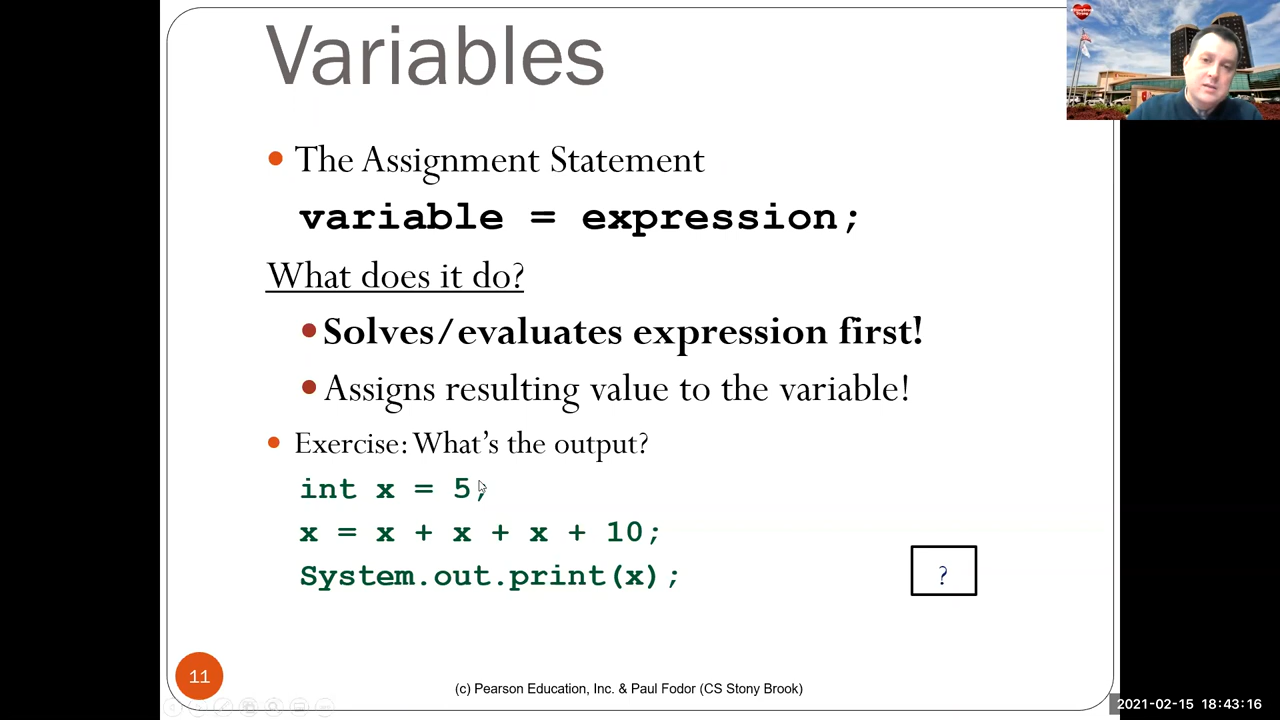 Variables
The Assignment Statement
variable = expression;
What does it do?
Solves/evaluates expression first!
Assigns resulting value to the variable!
Exercise: What's the output?
int x = 5;
x = x + x + x + 10;
System.out.print(x);
?
11
(c) Pearson Education, Inc. & Paul Fodor (CS Stony Brook)
2021-02-15 18:43:16